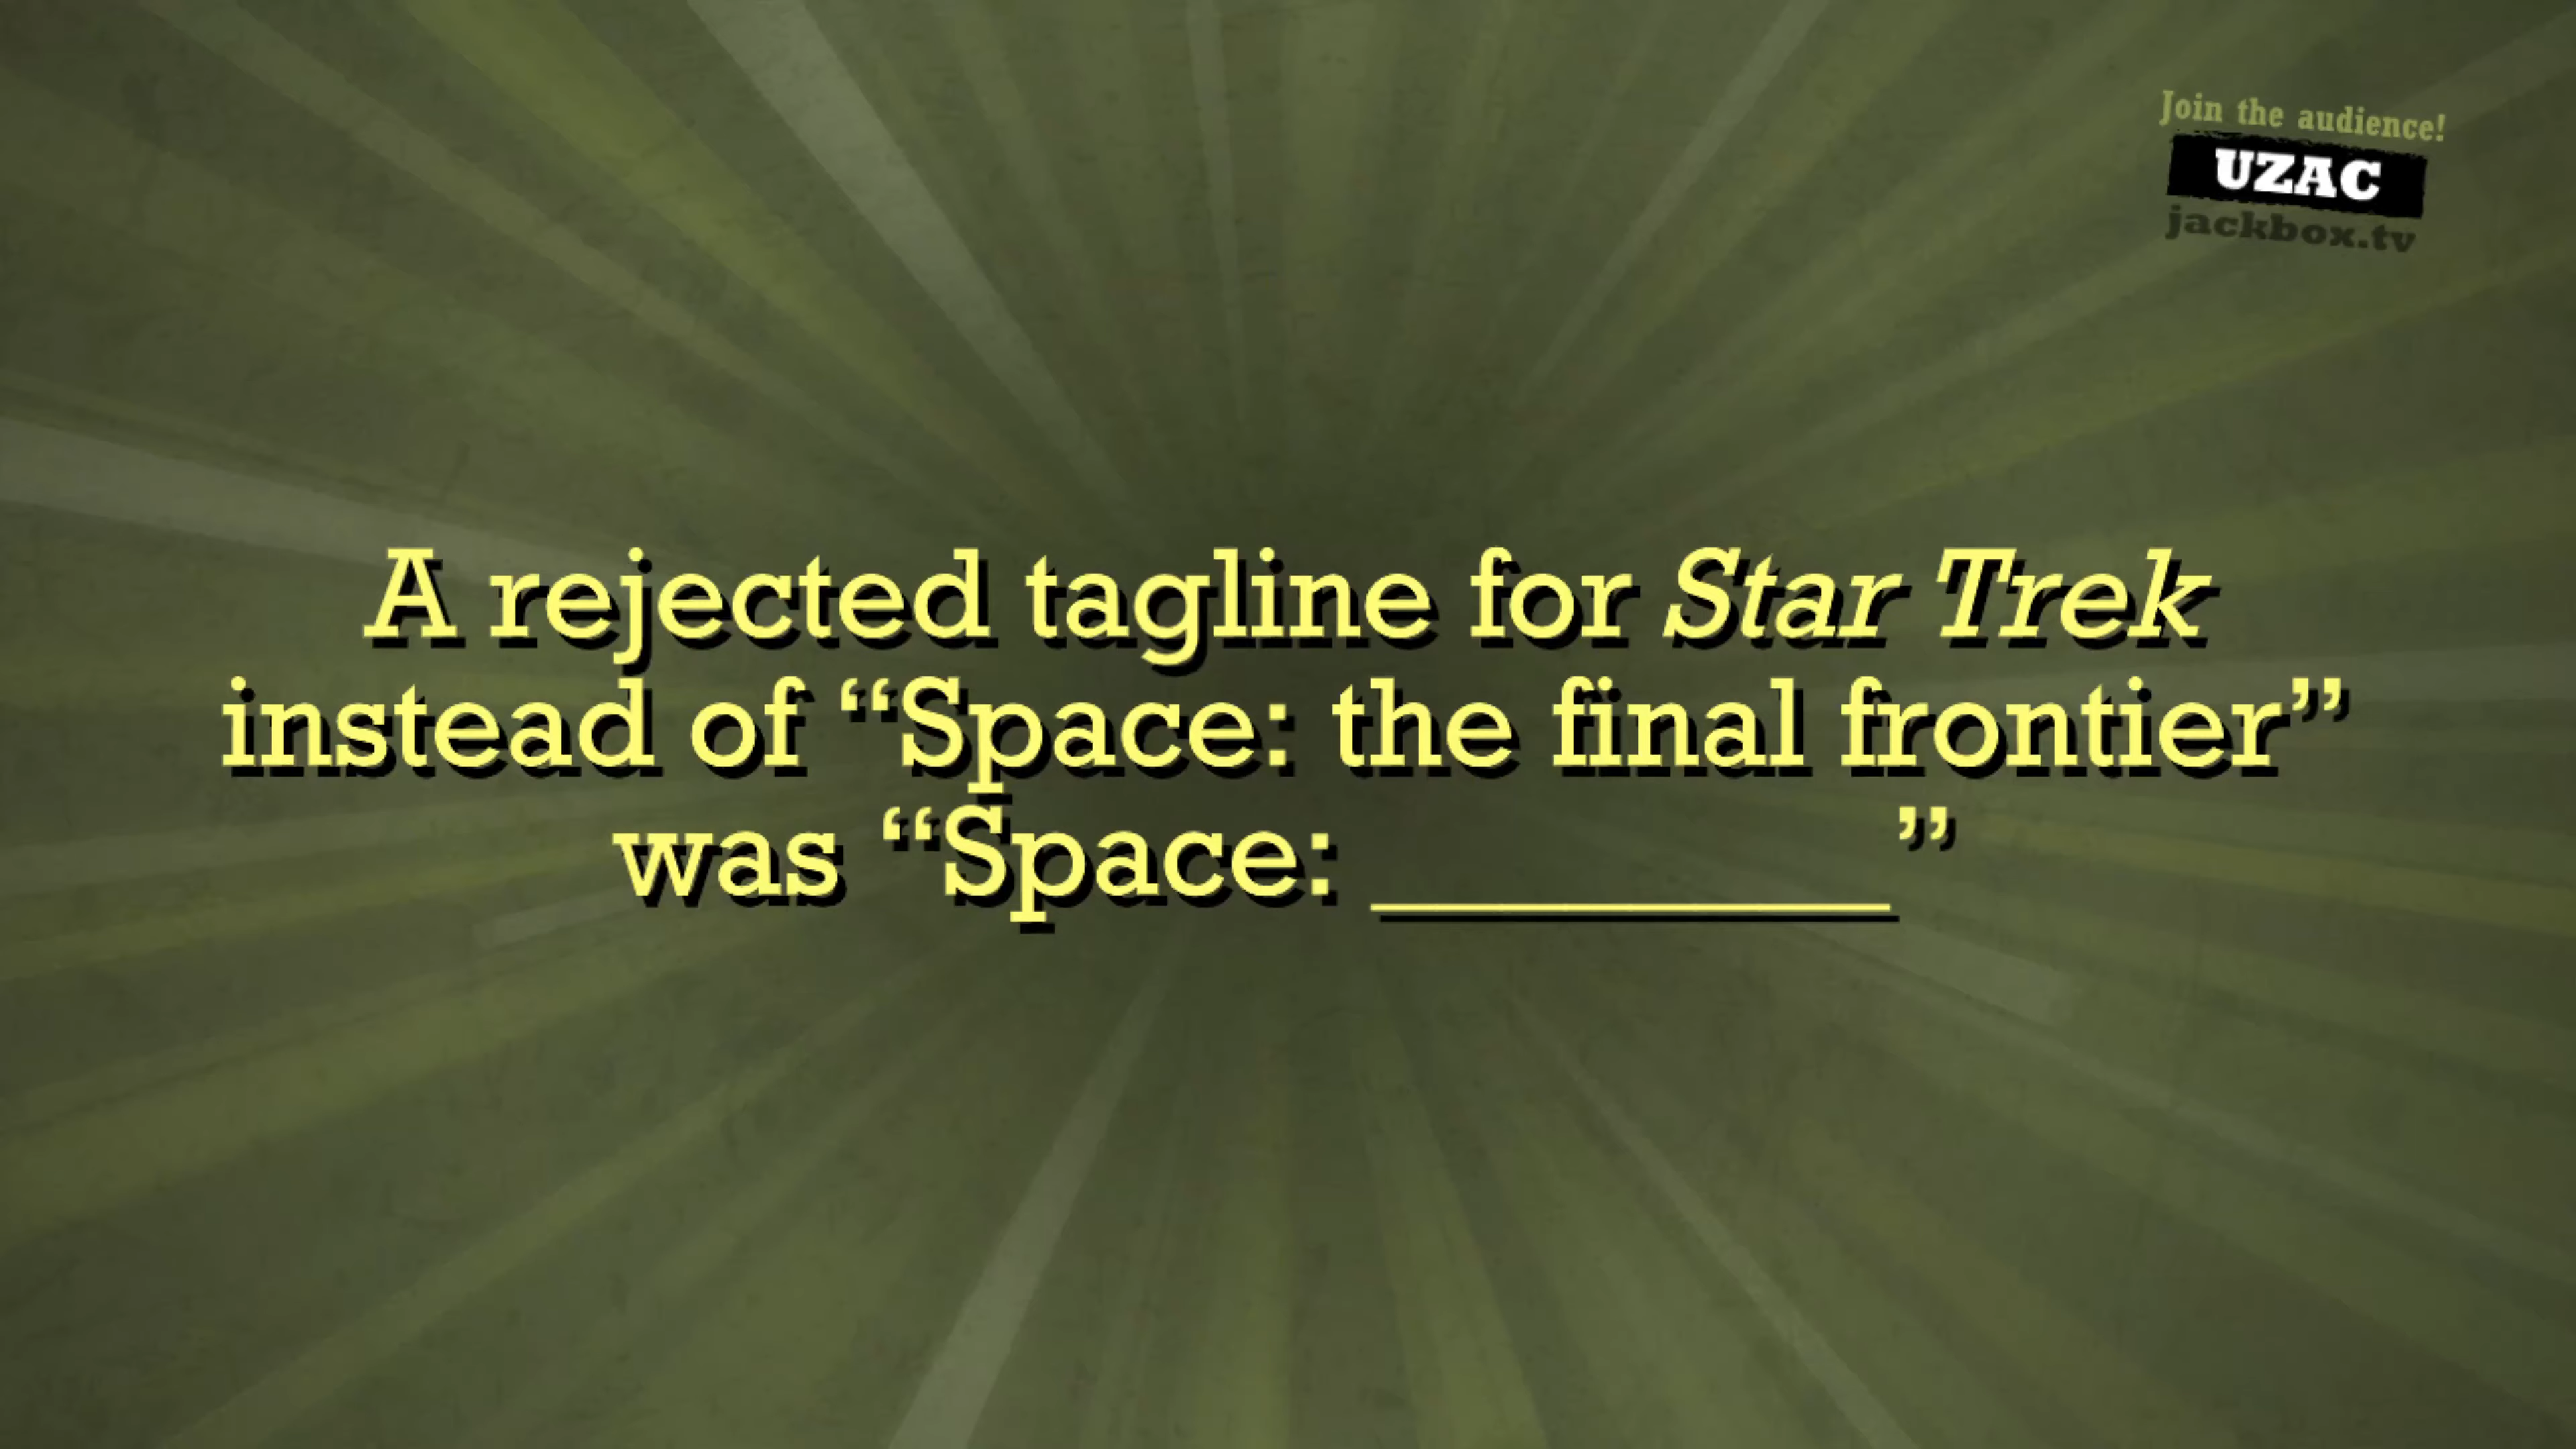 Join the audience!
UZAC
jackbox.tv
A rejected tagline for Star Trek
instead of “Space: the final frontier”
was “Space: ________”